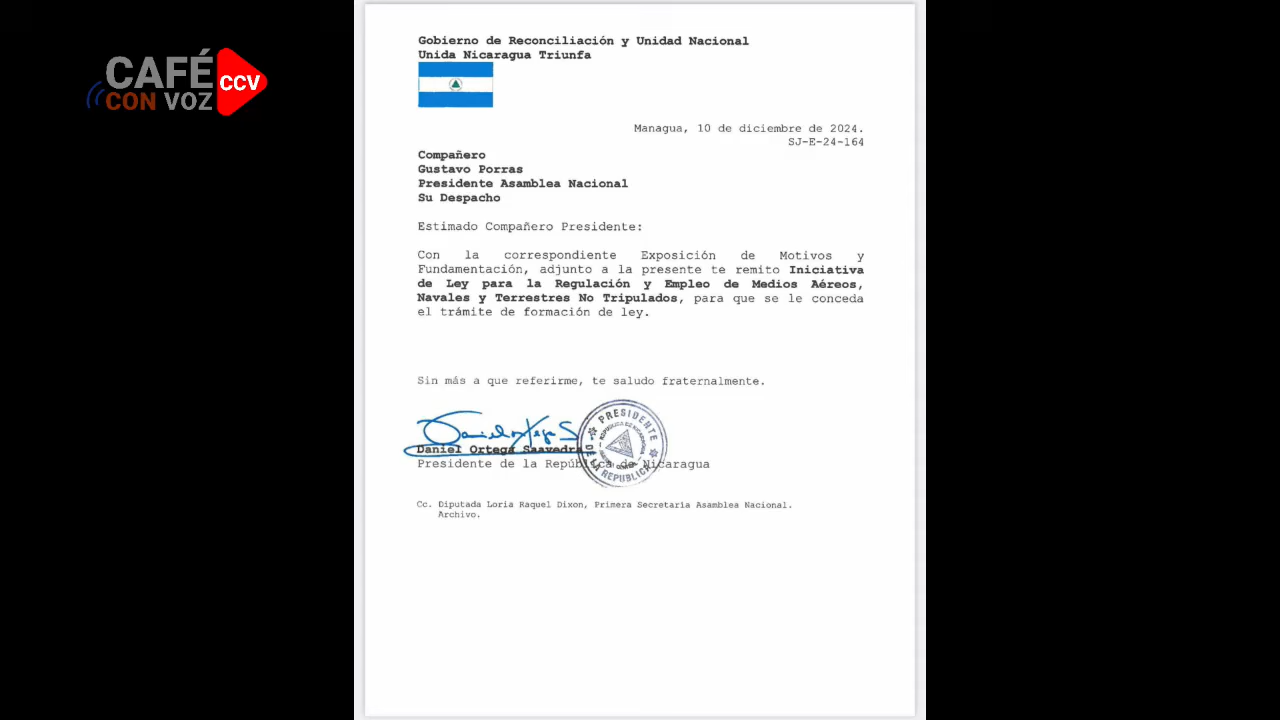 CAFÉ
CON VOZ
CCV
Gobierno de Reconciliación y Unidad Nacional
Unida Nicaragua Triunfa
Managua, 10 de diciembre de 2024.
SJ-E-24-164
Compañero
Gustavo Porras
Presidente Asamblea Nacional
Su Despacho
Estimado Compañero Presidente:
Con la correspondiente Exposición de Motivos y
Fundamentación, adjunto a la presente te remito Iniciativa
de Ley para la Regulación y Empleo de Medios Aéreos,
Navales y Terrestres No Tripulados, para que se le conceda
el trámite de formación de ley.
Sin más a que referirme, te saludo fraternalmente.
Daniel Ortega S
PRESIDENTE
DE LA REPUBLICA
Daniel Ortega Saavedra
Presidente de la República de Nicaragua
Cc. Diputada Loria Raquel Dixon, Primera Secretaria Asamblea Nacional.
Archivo.